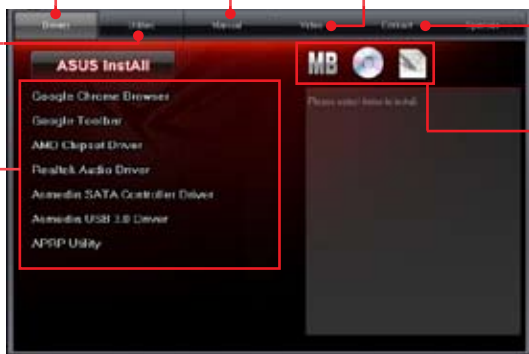 Drivers Utilities Manual Video Contact Specials
ASUS InstAll
MB
Google Chrome Browser
Please select items to install.
Google Toolbar
AMD Chipset Driver
Realtek Audio Driver
Asmedia SATA Controller Driver
Asmedia USB 3.0 Driver
APRP Utility